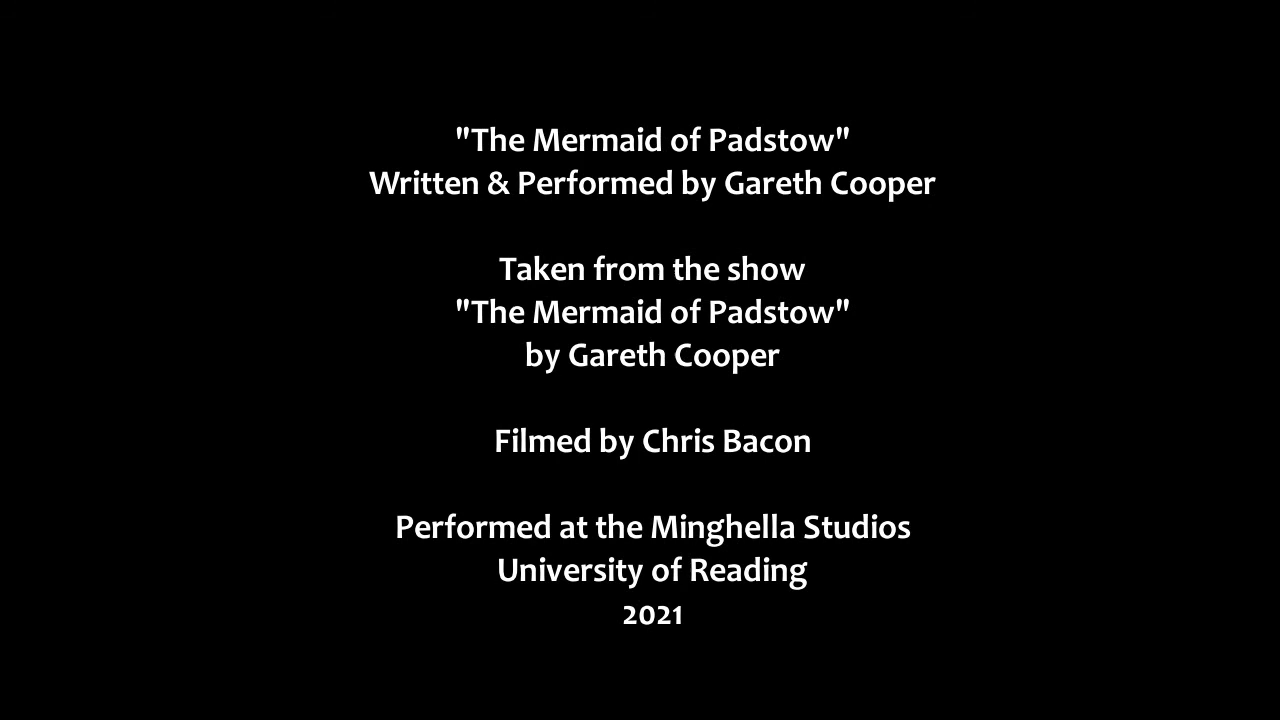 "The Mermaid of Padstow"
Written & Performed by Gareth Cooper
Taken from the show
"The Mermaid of Padstow"
by Gareth Cooper
Filmed by Chris Bacon
Performed at the Minghella Studios
University of Reading
2021